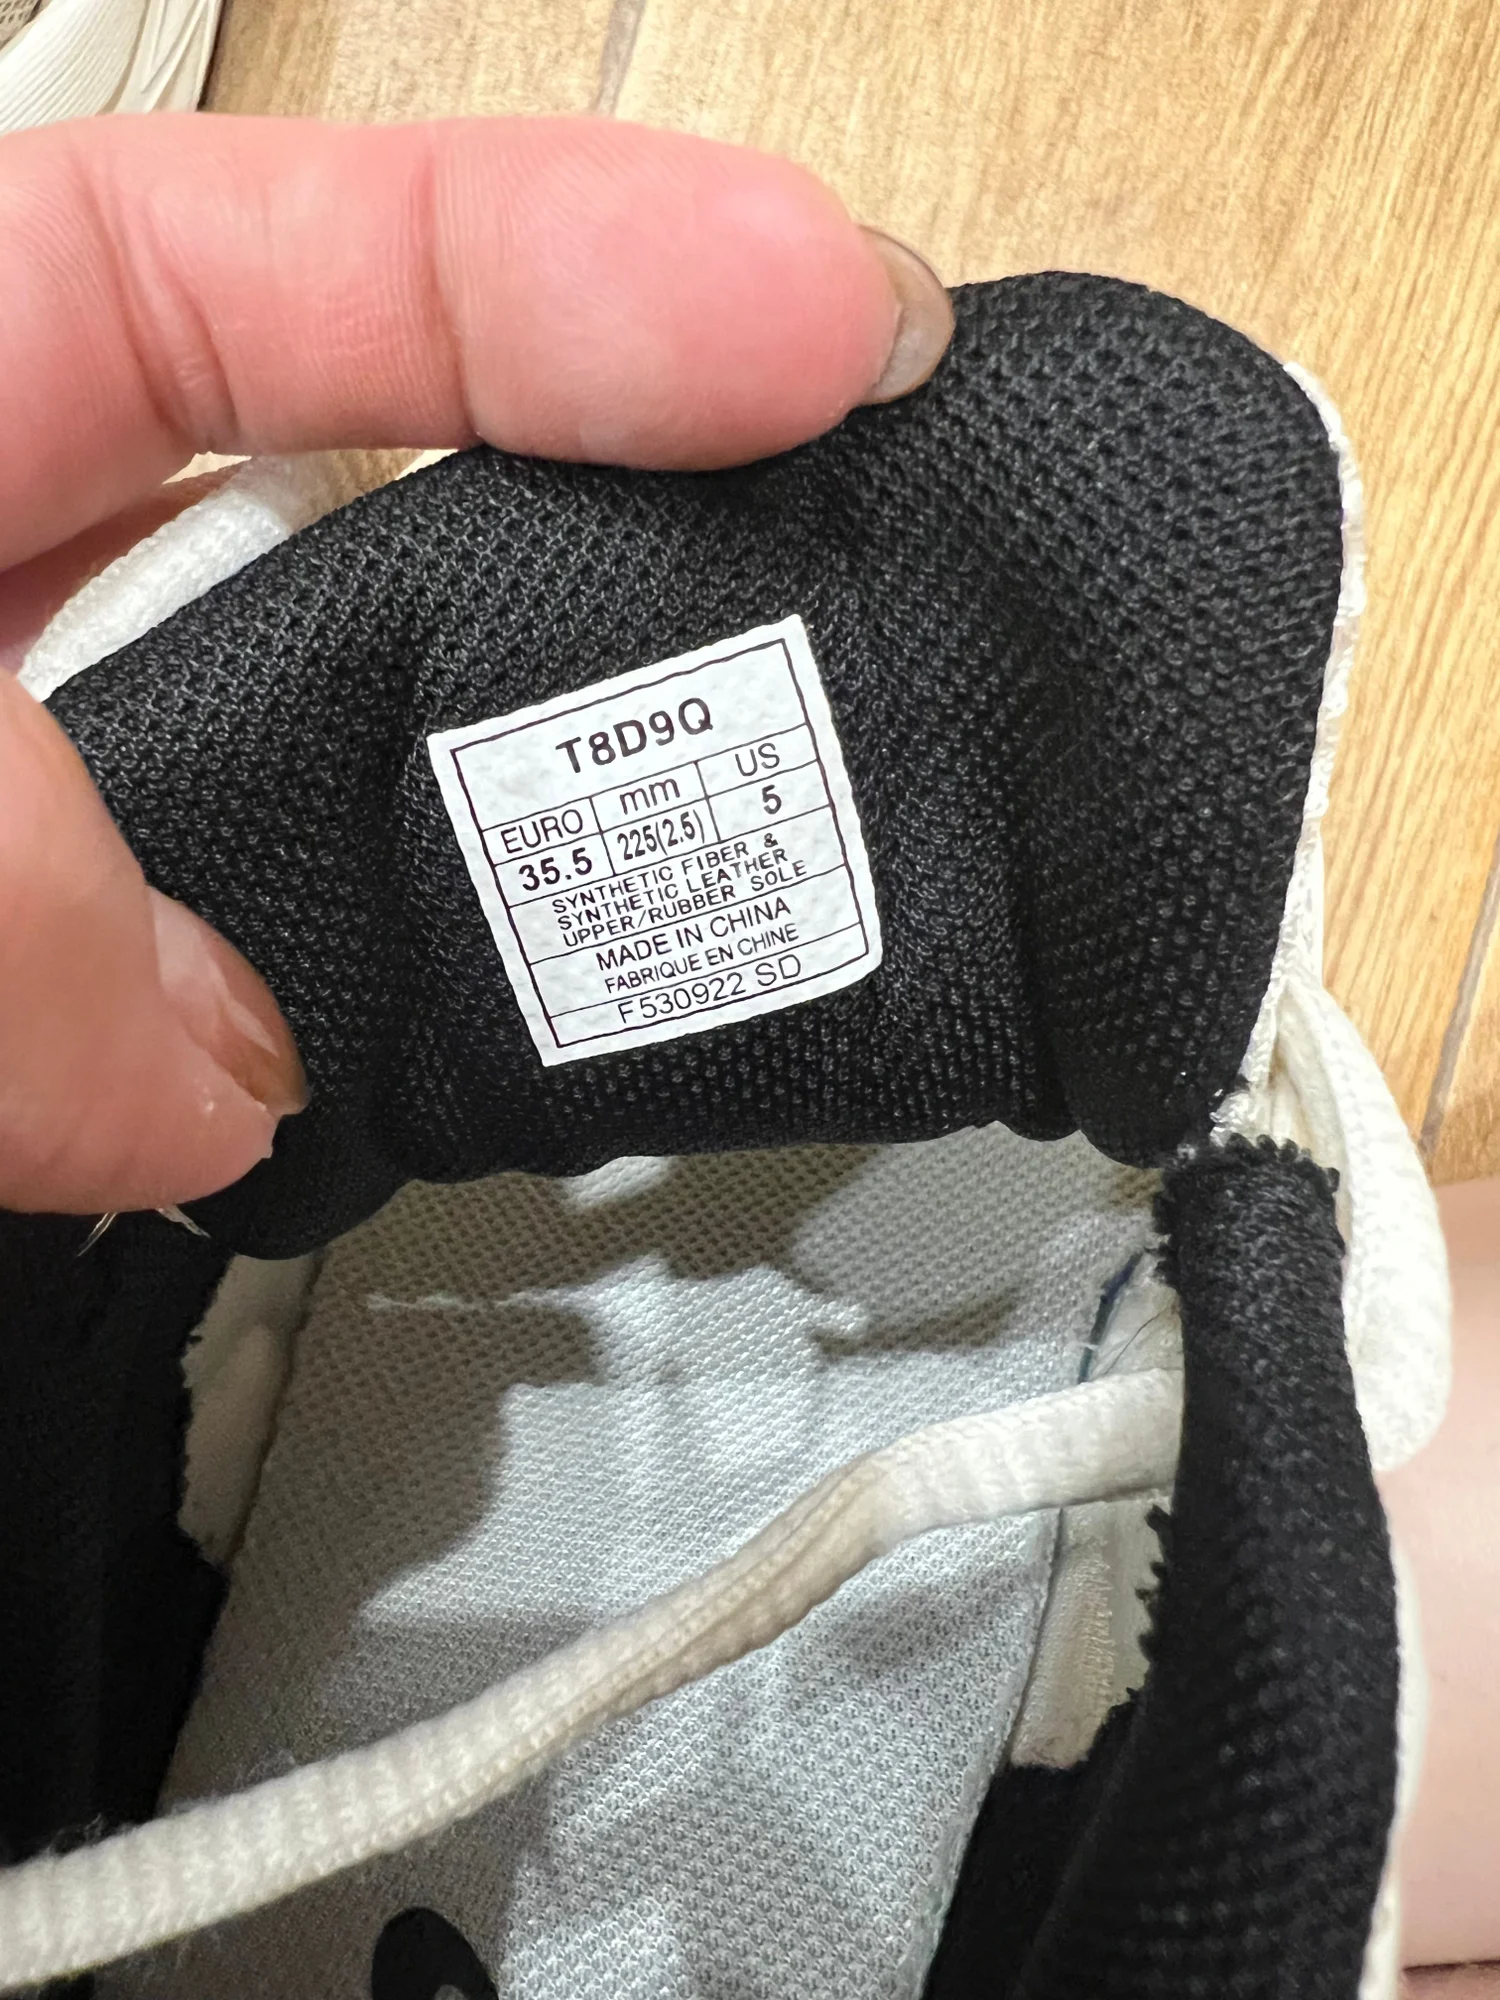 T8D9Q
EURO mm US
35.5 225(2.5) 5
SYNTHETIC FIBER &
SYNTHETIC LEATHER
UPPER/RUBBER SOLE
MADE IN CHINA
FABRIQUE EN CHINE
F530922 SD